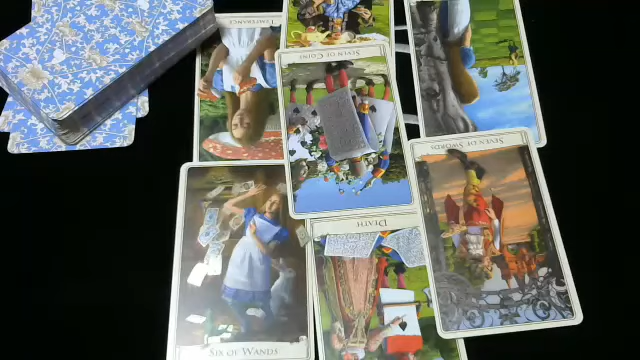 TEMPERANCE
SEVEN OF COINS
SEVEN OF SWORDS
DEATH
SIX OF WANDS